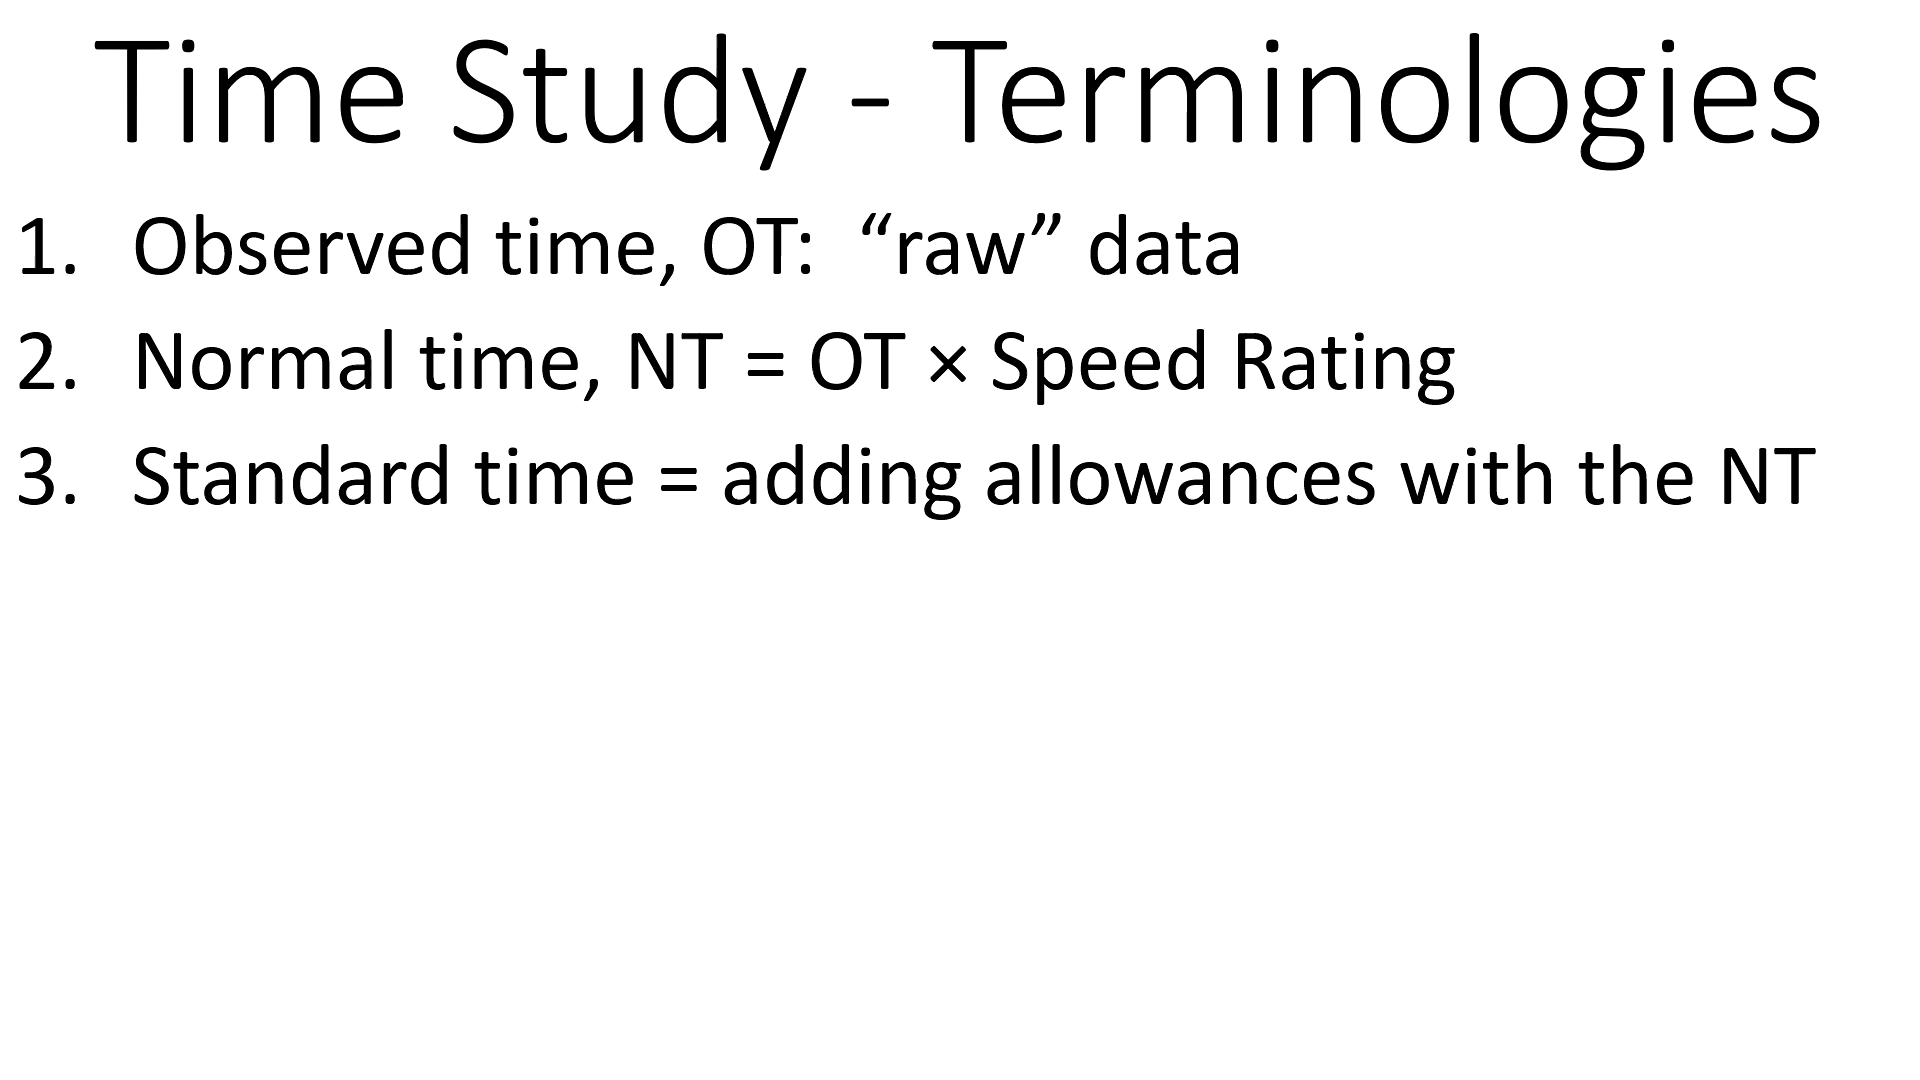 Time Study - Terminologies
1. Observed time, OT: “raw” data
2. Normal time, NT = OT × Speed Rating
3. Standard time = adding allowances with the NT